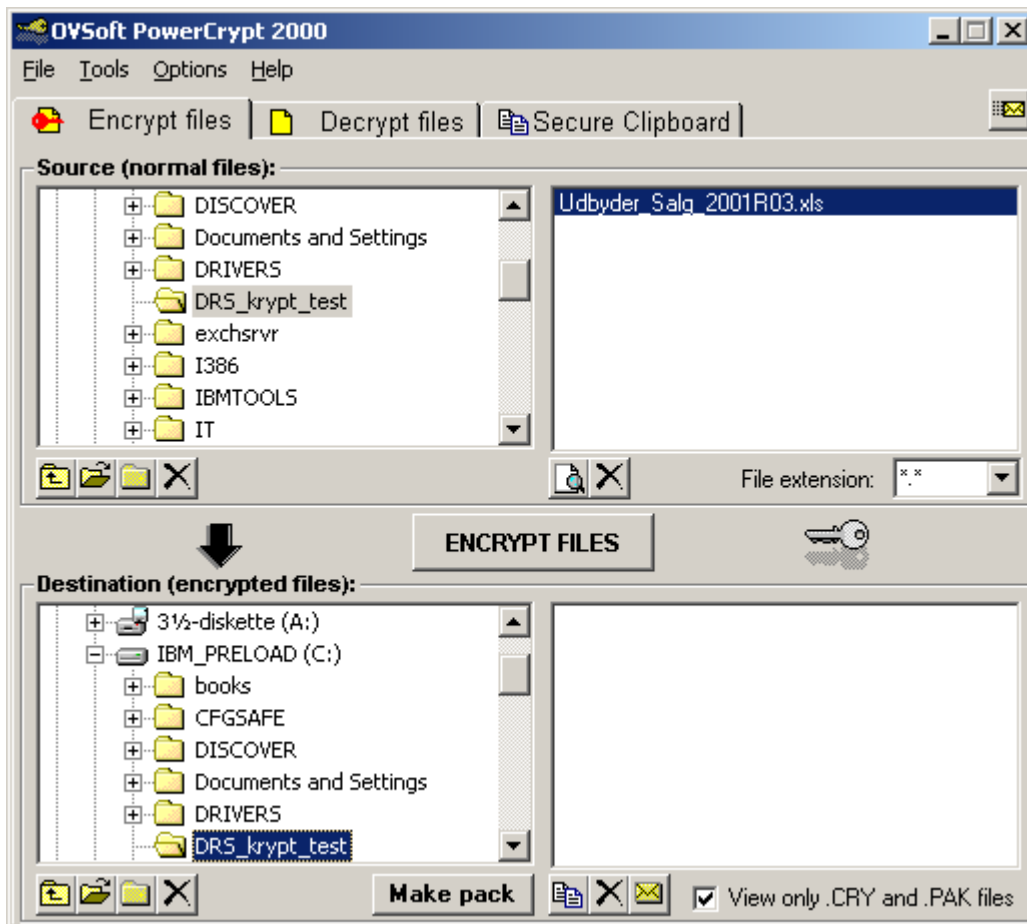 OVSoft PowerCrypt 2000
File Tools Options Help
Encrypt files Decrypt files Secure Clipboard
Source (normal files):
DISCOVER
Documents and Settings
DRIVERS
DRS_krypt_test
exchsrvr
I386
IBMTOOLS
IT
Udbyder_Salg_2001R03.xls
File extension: *.*
ENCRYPT FILES
Destination (encrypted files):
3½-diskette (A:)
IBM_PRELOAD (C:)
books
CFGSAFE
DISCOVER
Documents and Settings
DRIVERS
DRS_krypt_test
Make pack
View only .CRY and .PAK files